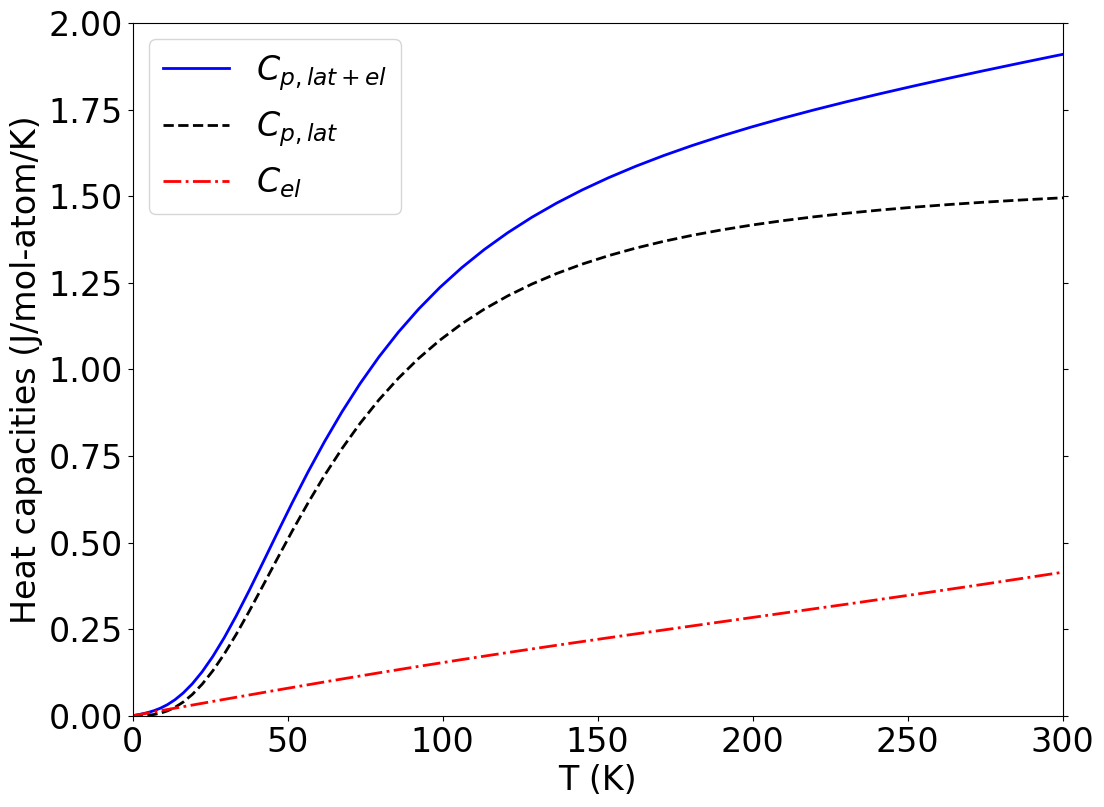 2.00
1.75
1.50
1.25
1.00
0.75
0.50
0.25
0.00
Heat capacities (J/mol-atom/K)
C_{p, lat + el}
C_{p, lat}
C_{el}
0 50 100 150 200 250 300
T (K)